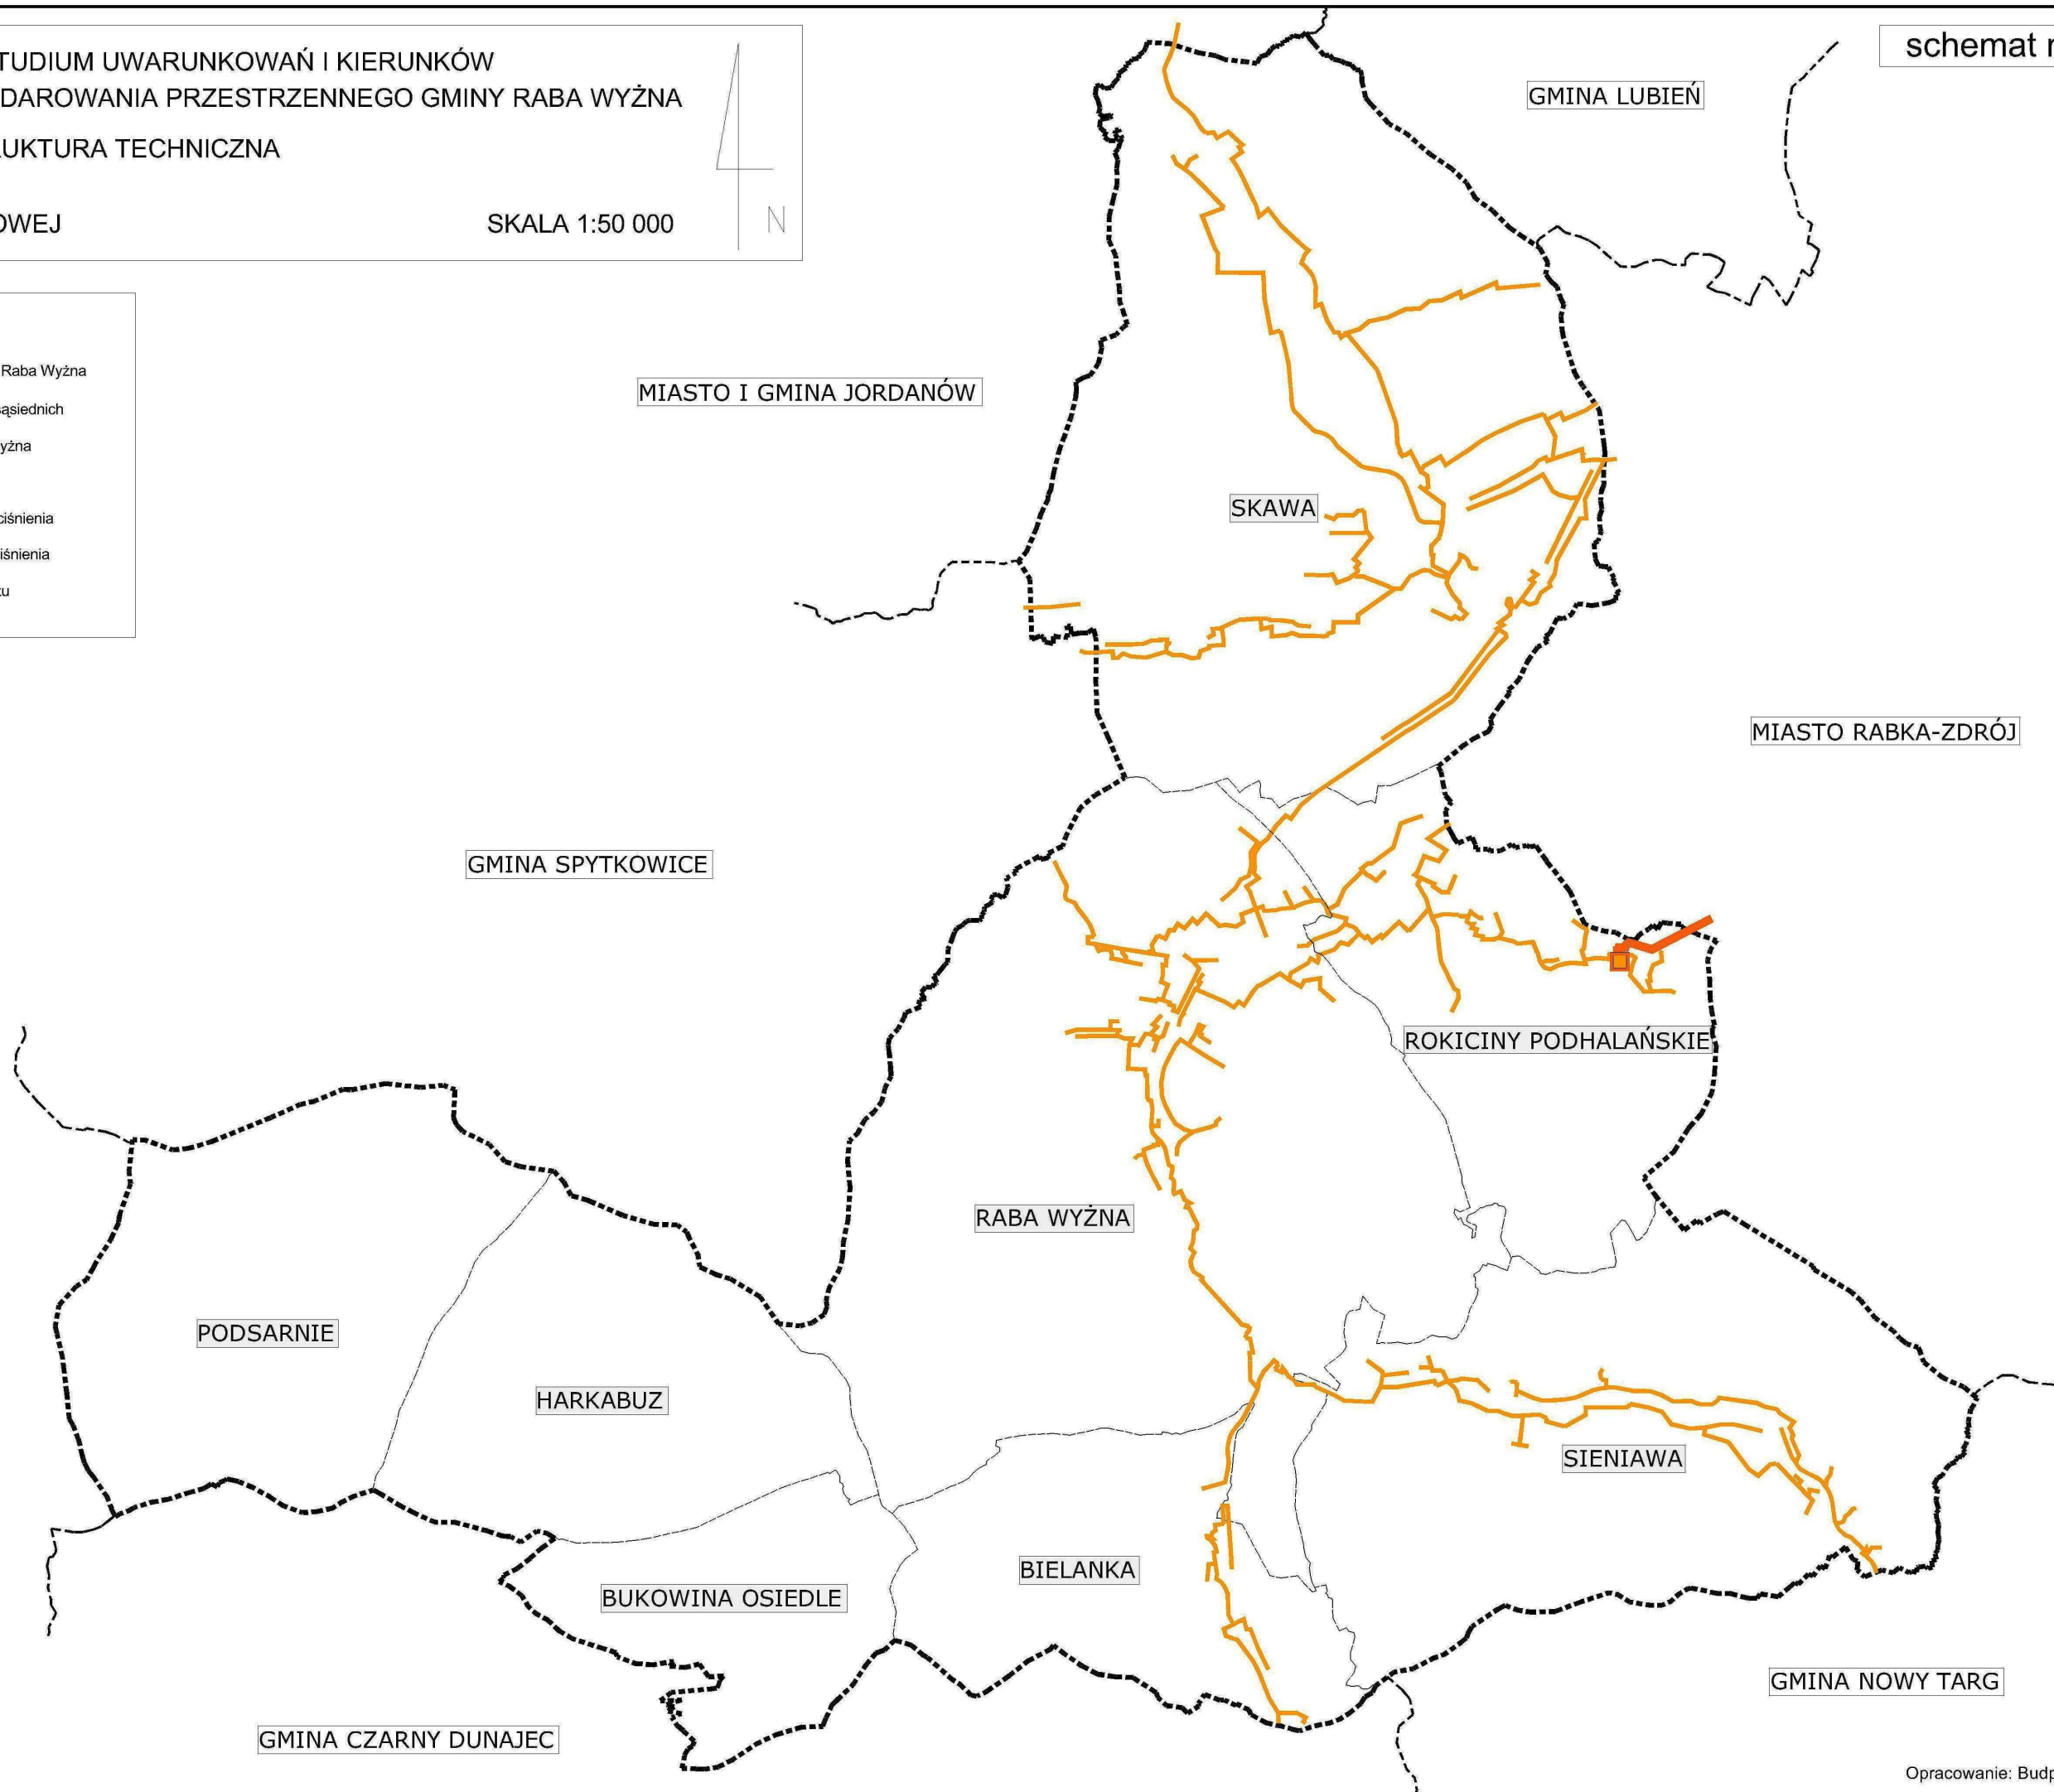 TUDIUM UWARUNKOWAŃ I KIERUNKÓW
DAROWANIA PRZESTRZENNEGO GMINY RABA WYŻNA
UKTURA TECHNICZNA
OWEJ
SKALA 1:50 000
N
schemat
GMINA LUBIEŃ
Raba Wyżna
sąsiednich
yżna
ciśnienia
iśnienia
u
MIASTO I GMINA JORDANÓW
SKAWA
MIASTO RABKA-ZDRÓJ
GMINA SPYTKOWICE
ROKICINY PODHALAŃSKIE
RABA WYŻNA
PODSARNIE
HARKABUZ
SIENIAWA
BIELANKA
BUKOWINA OSIEDLE
GMINA NOWY TARG
GMINA CZARNY DUNAJEC
Opracowanie: Budp